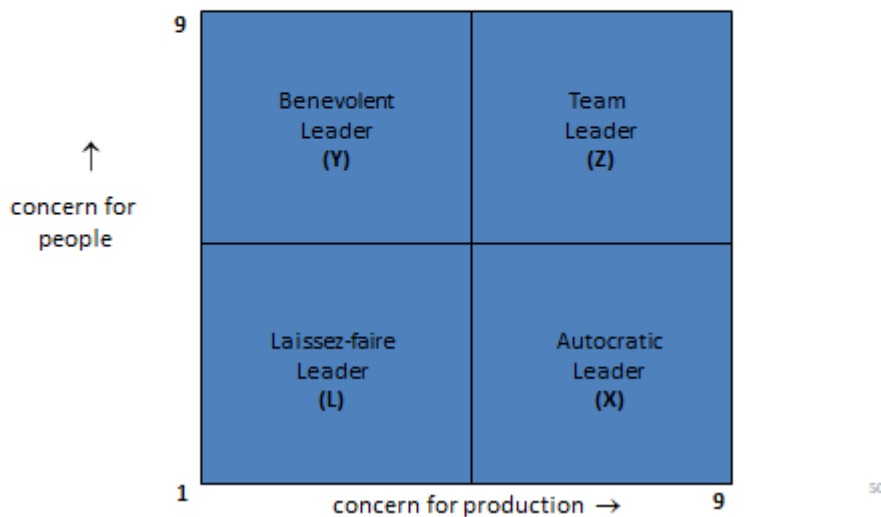 9
Benevolent
Leader
(Y)
Team
Leader
(Z)
↑
concern for
people
Laissez-faire
Leader
(L)
Autocratic
Leader
(X)
1
concern for production →
9